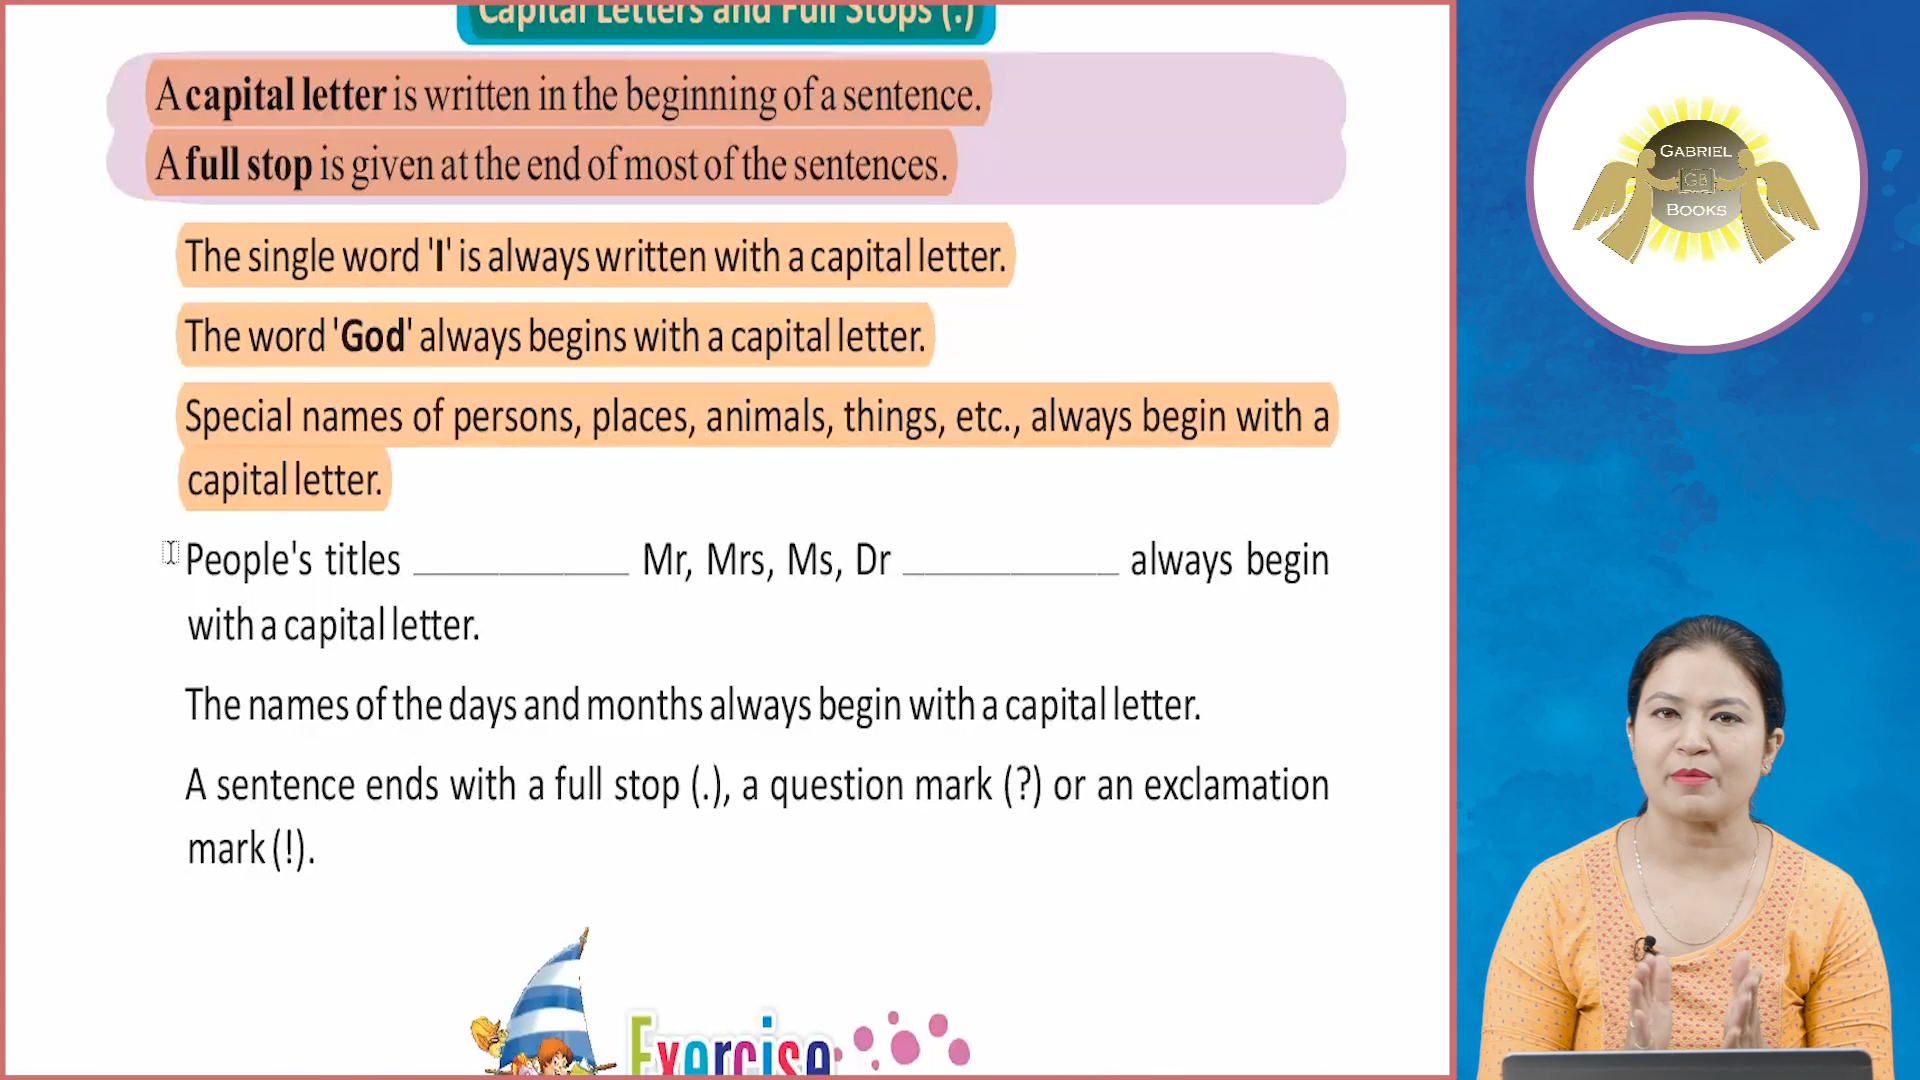 Capital Letters and Full Stops (.)
A capital letter is written in the beginning of a sentence.
A full stop is given at the end of most of the sentences.
The single word 'I' is always written with a capital letter.
The word 'God' always begins with a capital letter.
Special names of persons, places, animals, things, etc., always begin with a
capital letter.
People's titles __________ Mr, Mrs, Ms, Dr __________ always begin
with a capital letter.
The names of the days and months always begin with a capital letter.
A sentence ends with a full stop (.), a question mark (?) or an exclamation
mark (!).
Exercise
GABRIEL
GB
BOOKS